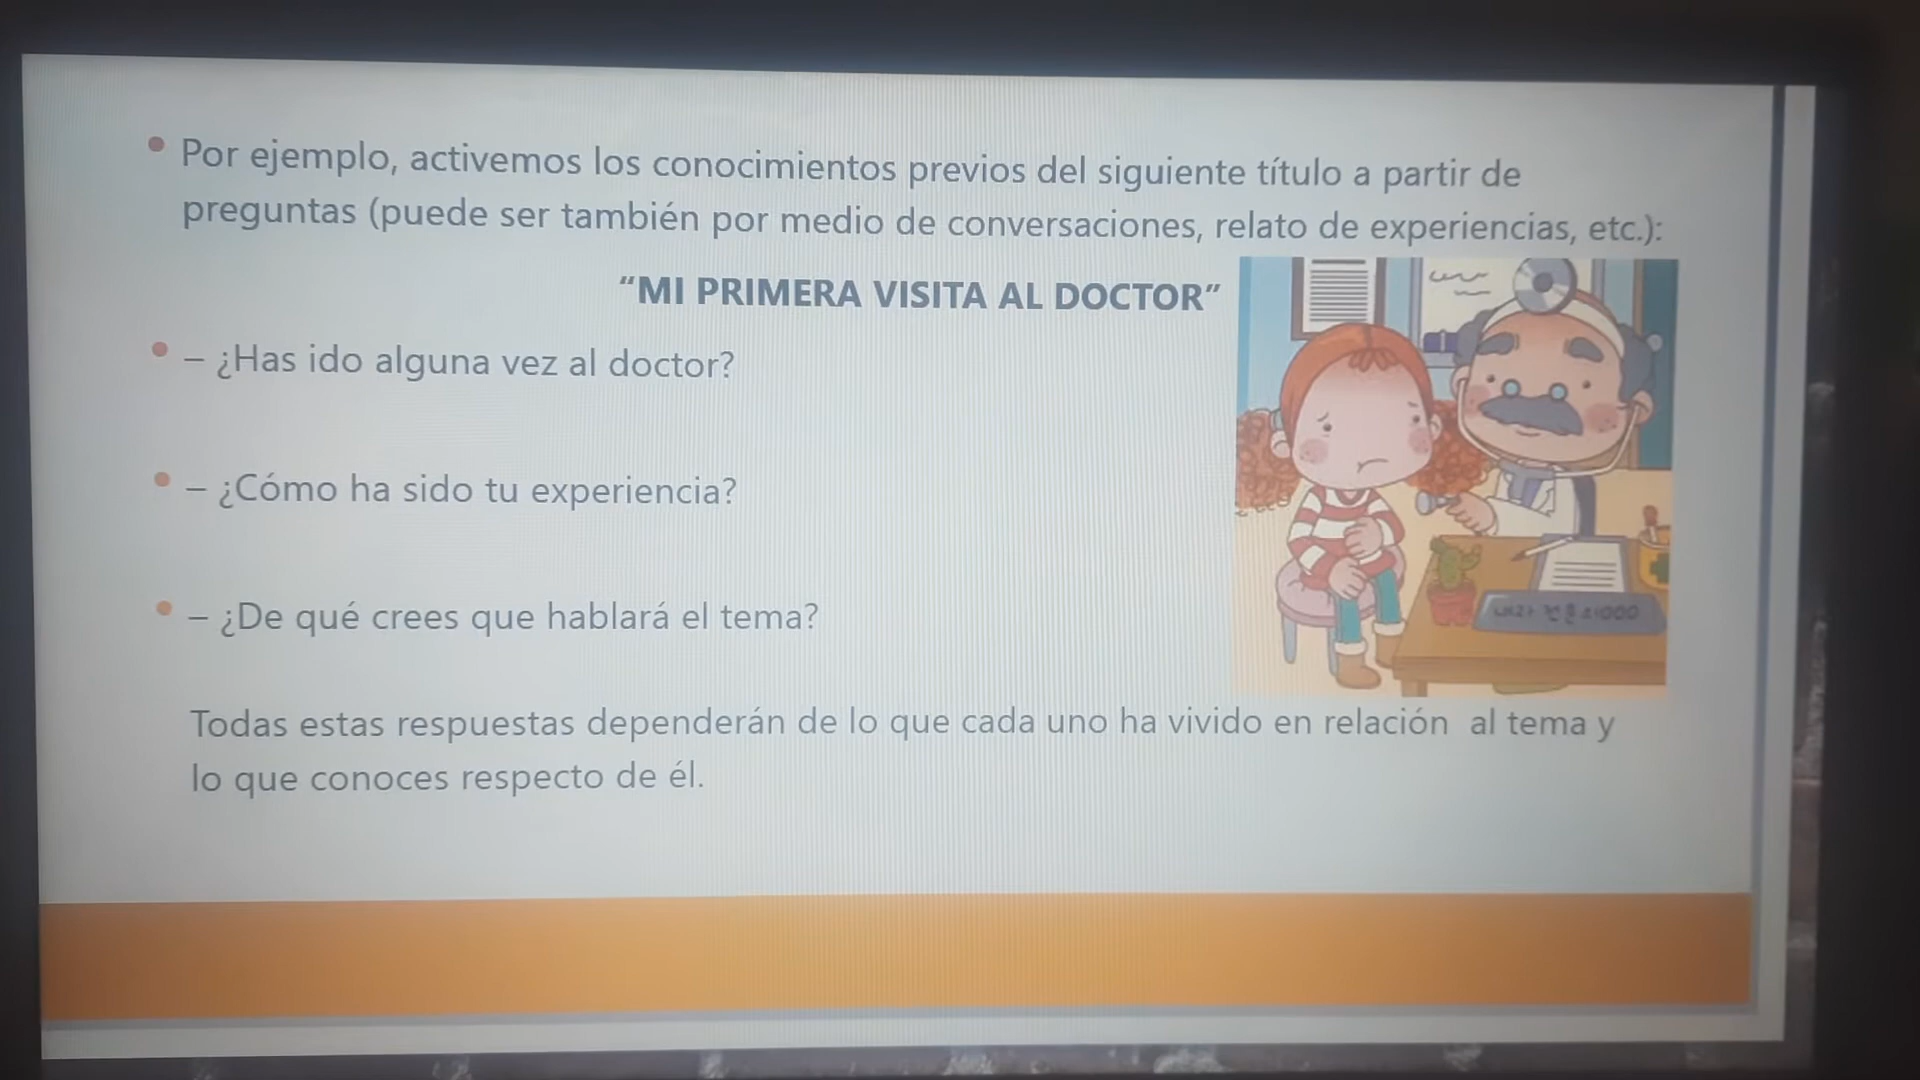 Por ejemplo, activemos los conocimientos previos del siguiente título a partir de
preguntas (puede ser también por medio de conversaciones, relato de experiencias, etc.):
“MI PRIMERA VISITA AL DOCTOR”
– ¿Has ido alguna vez al doctor?
– ¿Cómo ha sido tu experiencia?
– ¿De qué crees que hablará el tema?
Todas estas respuestas dependerán de lo que cada uno ha vivido en relación al tema y
lo que conoces respecto de él.